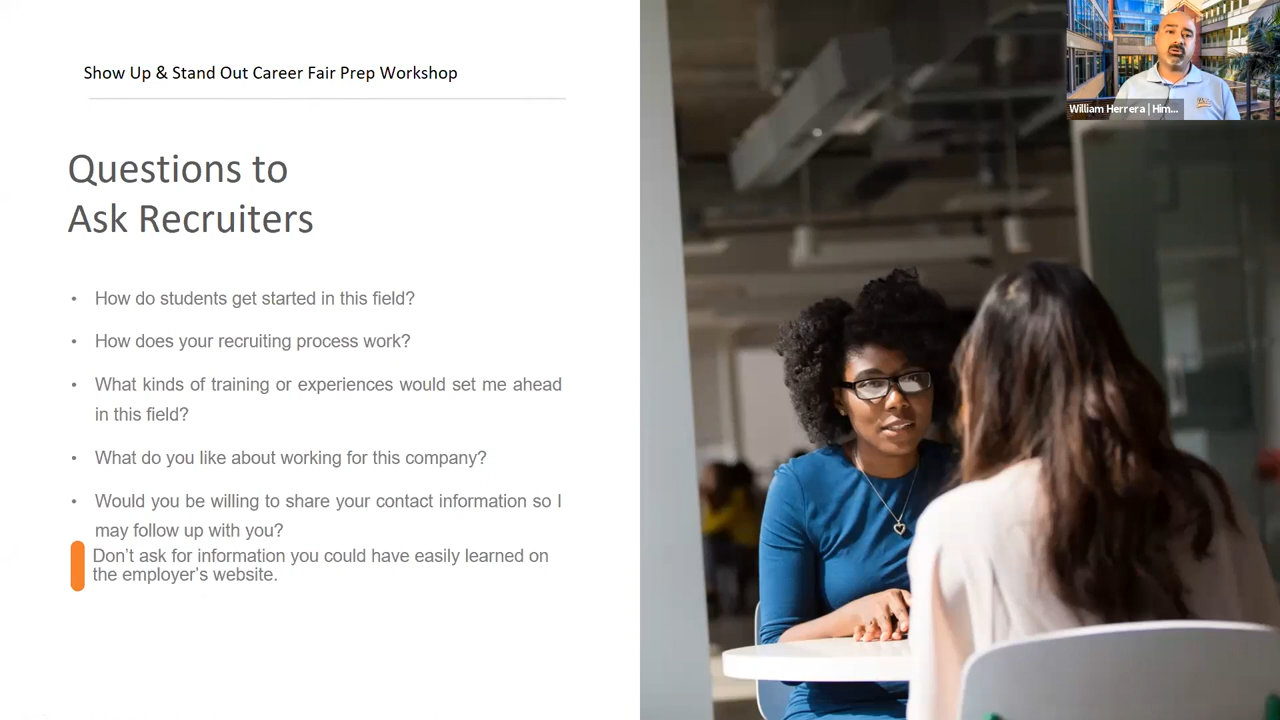 Show Up & Stand Out Career Fair Prep Workshop
William Herrera | Him...
Questions to
Ask Recruiters
• How do students get started in this field?
• How does your recruiting process work?
• What kinds of training or experiences would set me ahead
in this field?
• What do you like about working for this company?
• Would you be willing to share your contact information so I
may follow up with you?
Don’t ask for information you could have easily learned on
the employer’s website.